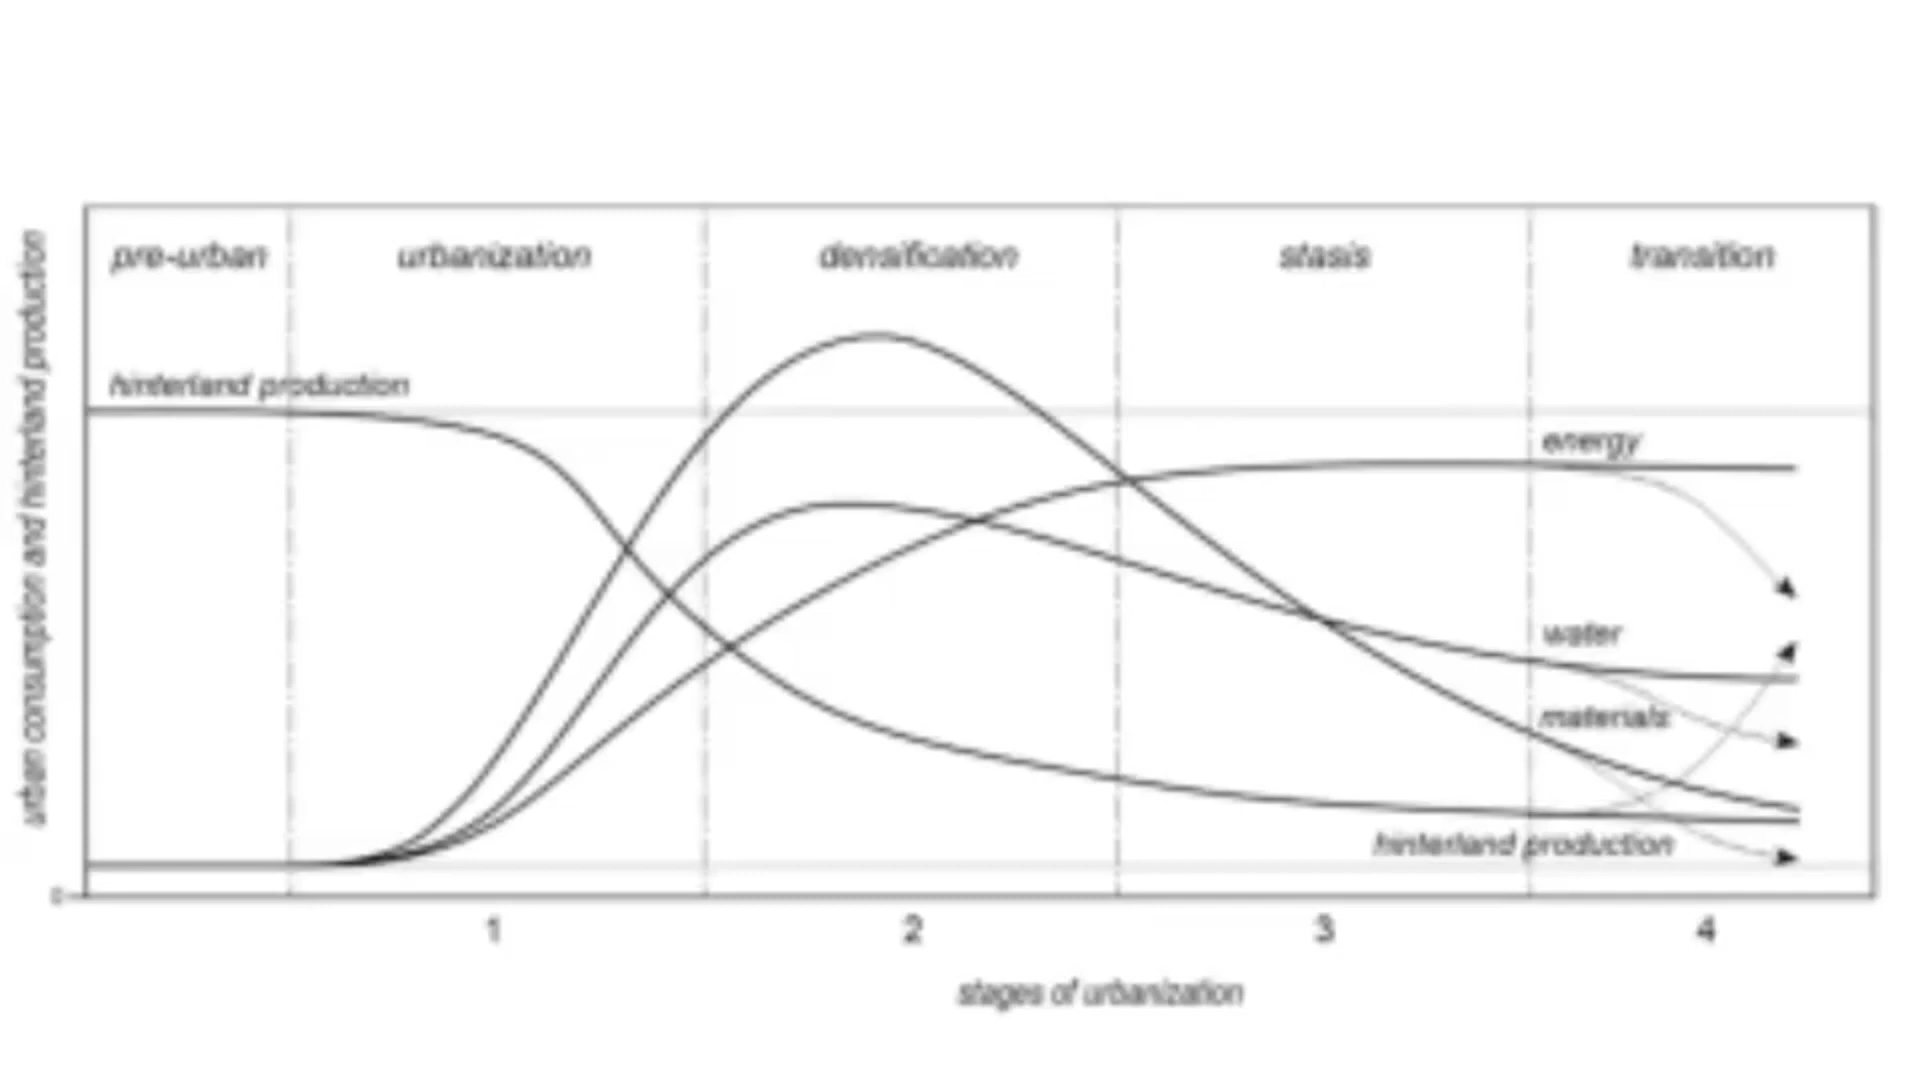 pre-urban
urbanization
densification
stasis
transition
urban consumption and hinterland production
hinterland production
energy
water
materials
hinterland production
0
1
2
3
4
stages of urbanization